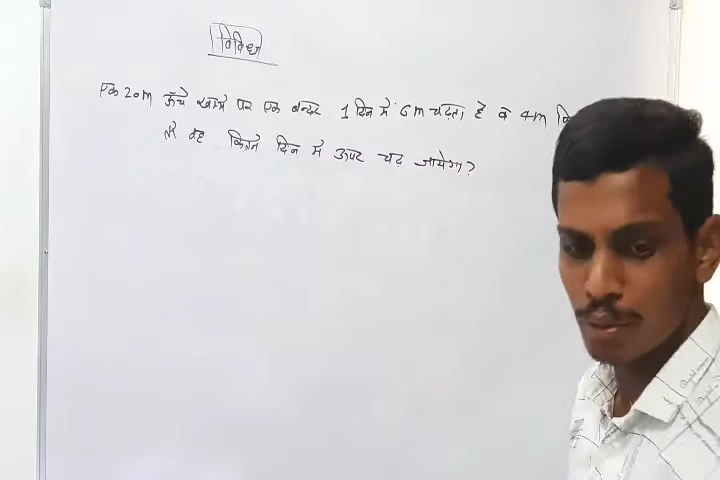 विविध
एक 20m ऊँचे खम्भे पर एक बन्दर 1 दिन में 6m चढ़ता है व 4m
तो वह कितने दिन में ऊपर चढ़ जायेगा?